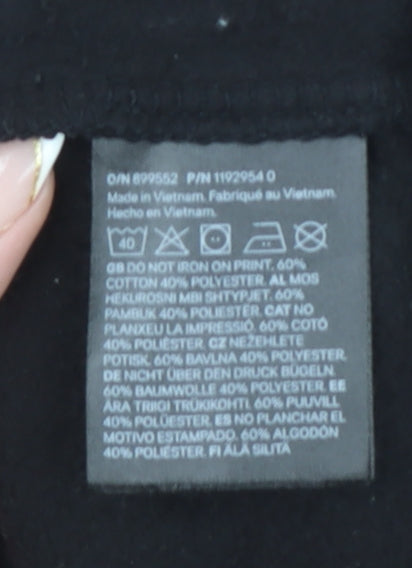 O/N 899552 P/N 1192954 0
Made in Vietnam. Fabriqué au Vietnam.
Hecho en Vietnam.
40
GB DO NOT IRON ON PRINT. 60%
COTTON 40% POLYESTER. AL MOS
HEKUROSNI MBI SHTYPJET. 60%
PAMBUK 40% POLIESTER. CAT NO
PLANXEU LA IMPRESSIÓ. 60% COTÓ
40% POLIÈSTER. CZ NEŽEHLETE
POTISK. 60% BAVLNA 40% POLYESTER.
DE NICHT ÜBER DEN DRUCK BÜGELN.
60% BAUMWOLLE 40% POLYESTER. EE
ÄRA TRIIGI TRÜKIKOHTI. 60% PUUVILL
40% POLÜESTER. ES NO PLANCHAR EL
MOTIVO ESTAMPADO. 60% ALGODÓN
40% POLIÉSTER. FI ÄLÄ SILITÄ